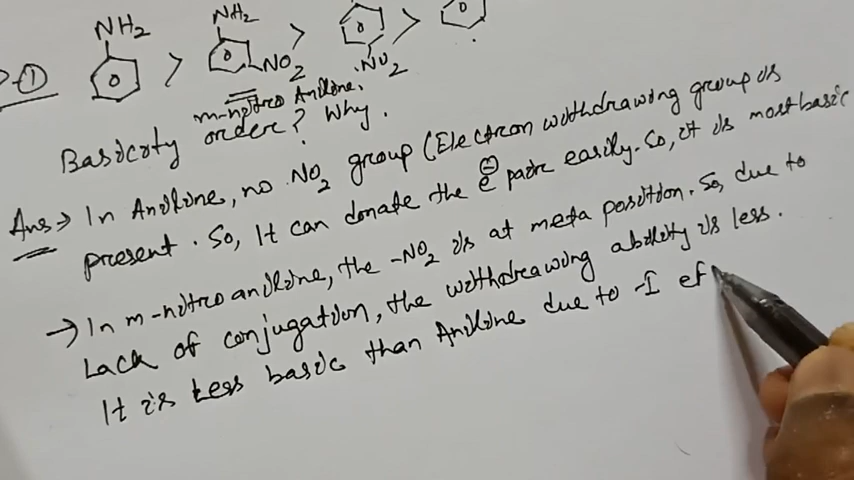 ①
NH2 NH2
> > >
NO2 NO2
m-nitro Aniline.
Basicity order? Why.
Ans → In Aniline, no NO2 group (Electron withdrawing group is
present. So, It can donate the e⊖ pair easily. So, it is most basic
→ In m-nitro aniline, the -NO2 is at meta position. So, due to
Lack of conjugation, the withdrawing ability is less.
It is Less basic than Aniline due to -I ef